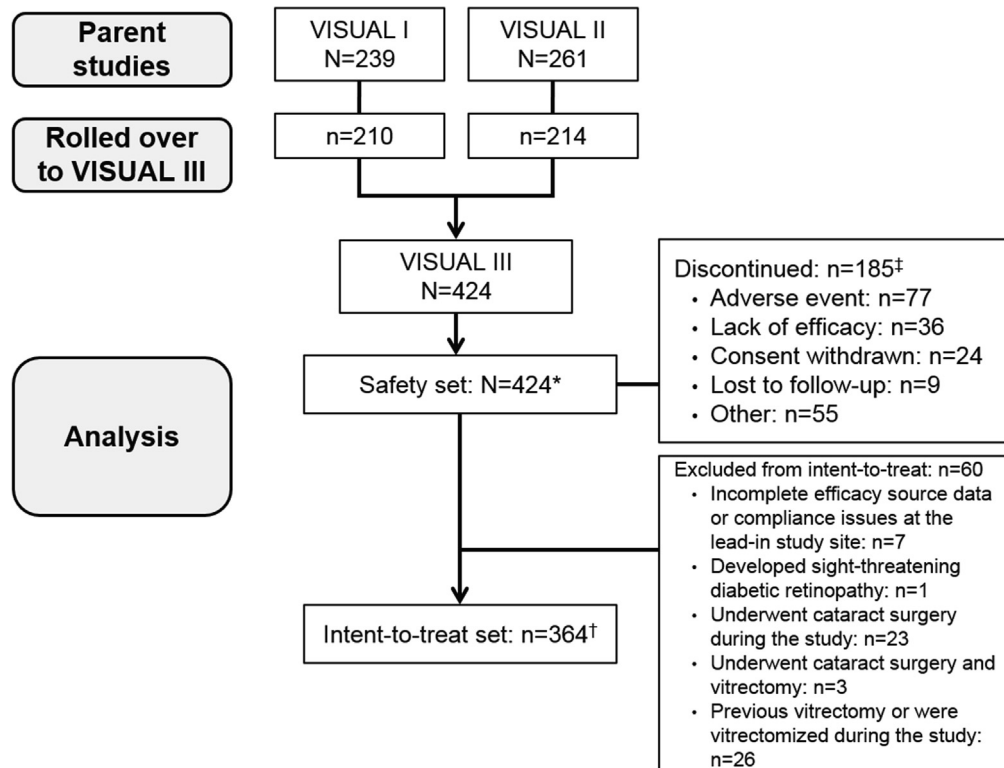 Parent
studies
VISUAL I
N=239
VISUAL II
N=261
Rolled over
to VISUAL III
n=210
n=214
VISUAL III
N=424
Analysis
Safety set: N=424*
Discontinued: n=185‡
• Adverse event: n=77
• Lack of efficacy: n=36
• Consent withdrawn: n=24
• Lost to follow-up: n=9
• Other: n=55
Excluded from intent-to-treat: n=60
• Incomplete efficacy source data
or compliance issues at the
lead-in study site: n=7
• Developed sight-threatening
diabetic retinopathy: n=1
• Underwent cataract surgery
during the study: n=23
• Underwent cataract surgery and
vitrectomy: n=3
• Previous vitrectomy or were
vitrectomized during the study:
n=26
Intent-to-treat set: n=364†